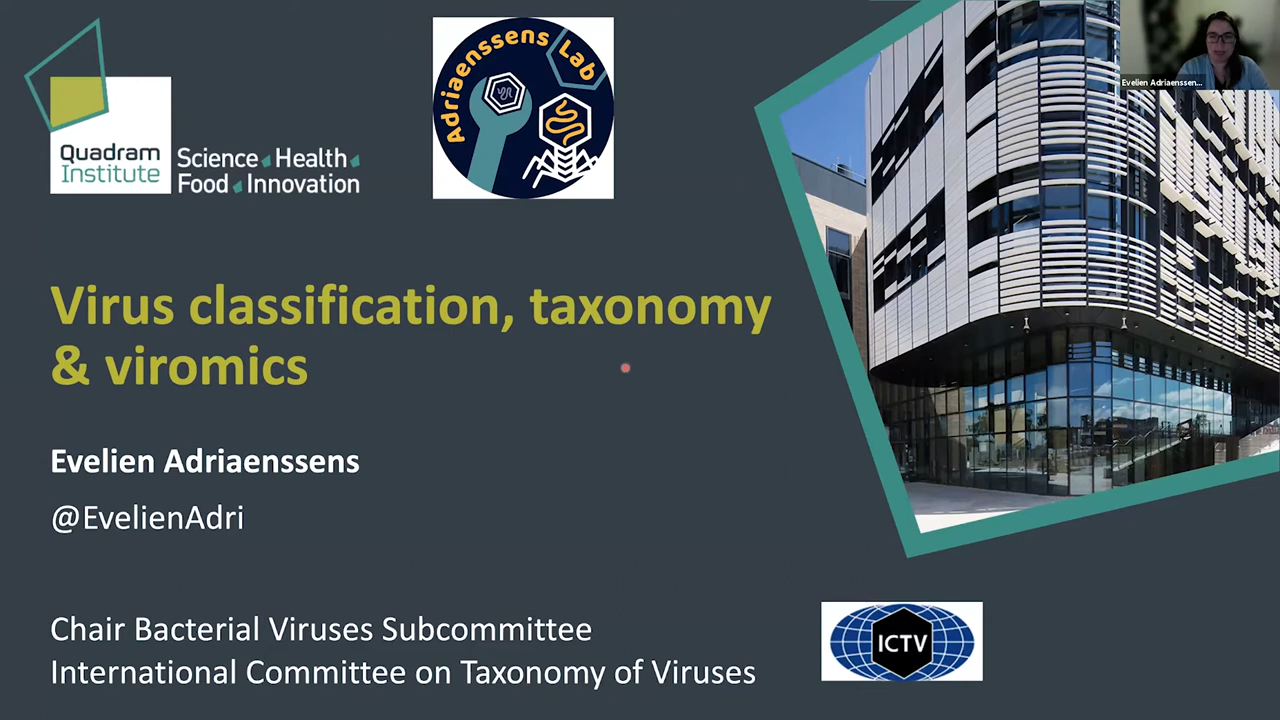 Quadram
Institute
Science Health
Food Innovation
Adriaenssens Lab
Evelien Adriaenssen...
Virus classification, taxonomy
& viromics
Evelien Adriaenssens
@EvelienAdri
Chair Bacterial Viruses Subcommittee
International Committee on Taxonomy of Viruses
ICTV